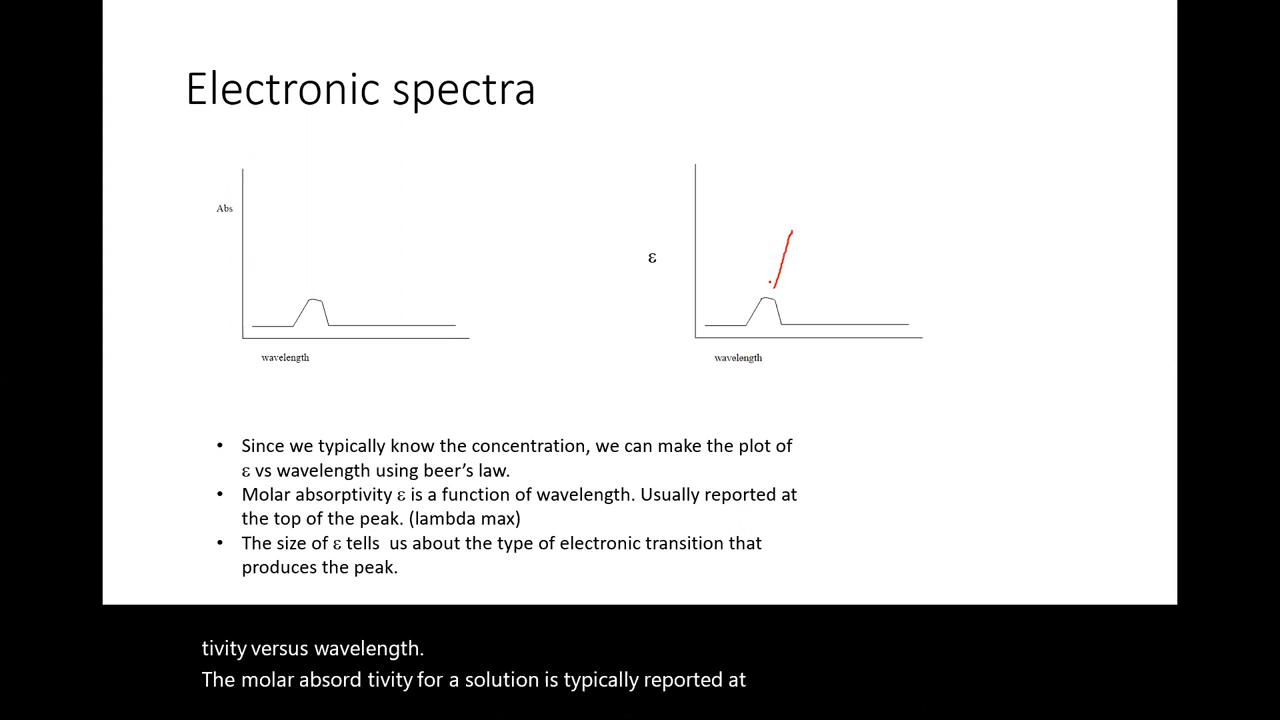 Electronic spectra
Abs
wavelength
ε
wavelength
• Since we typically know the concentration, we can make the plot of
ε vs wavelength using beer’s law.
• Molar absorptivity ε is a function of wavelength. Usually reported at
the top of the peak. (lambda max)
• The size of ε tells  us about the type of electronic transition that
produces the peak.
tivity versus wavelength.
The molar absord tivity for a solution is typically reported at